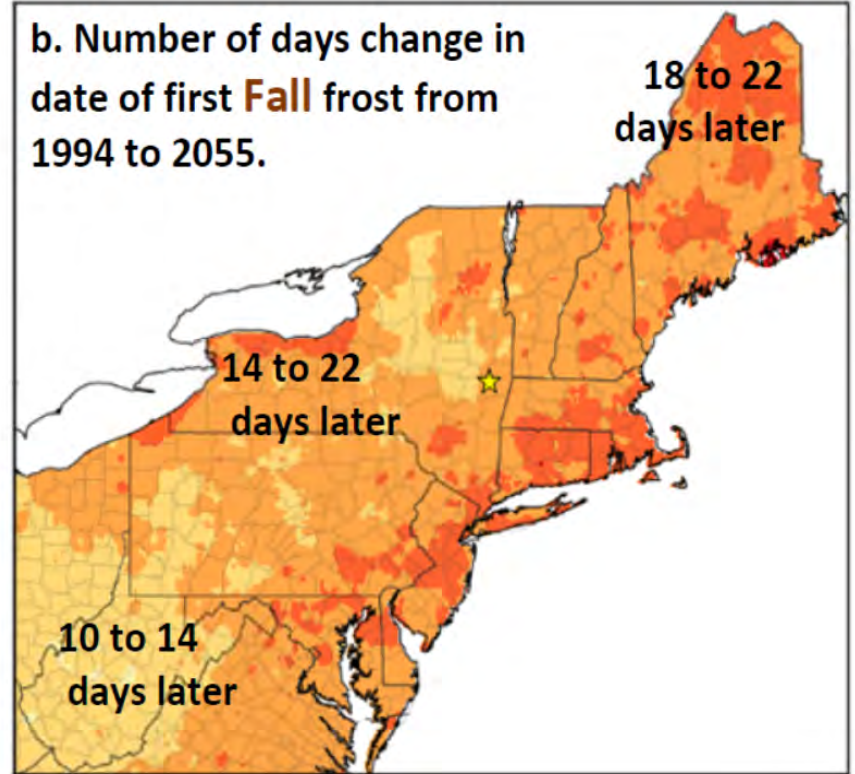 b. Number of days change in
date of first Fall frost from
1994 to 2055.
18 to 22
days later
14 to 22
days later
10 to 14
days later